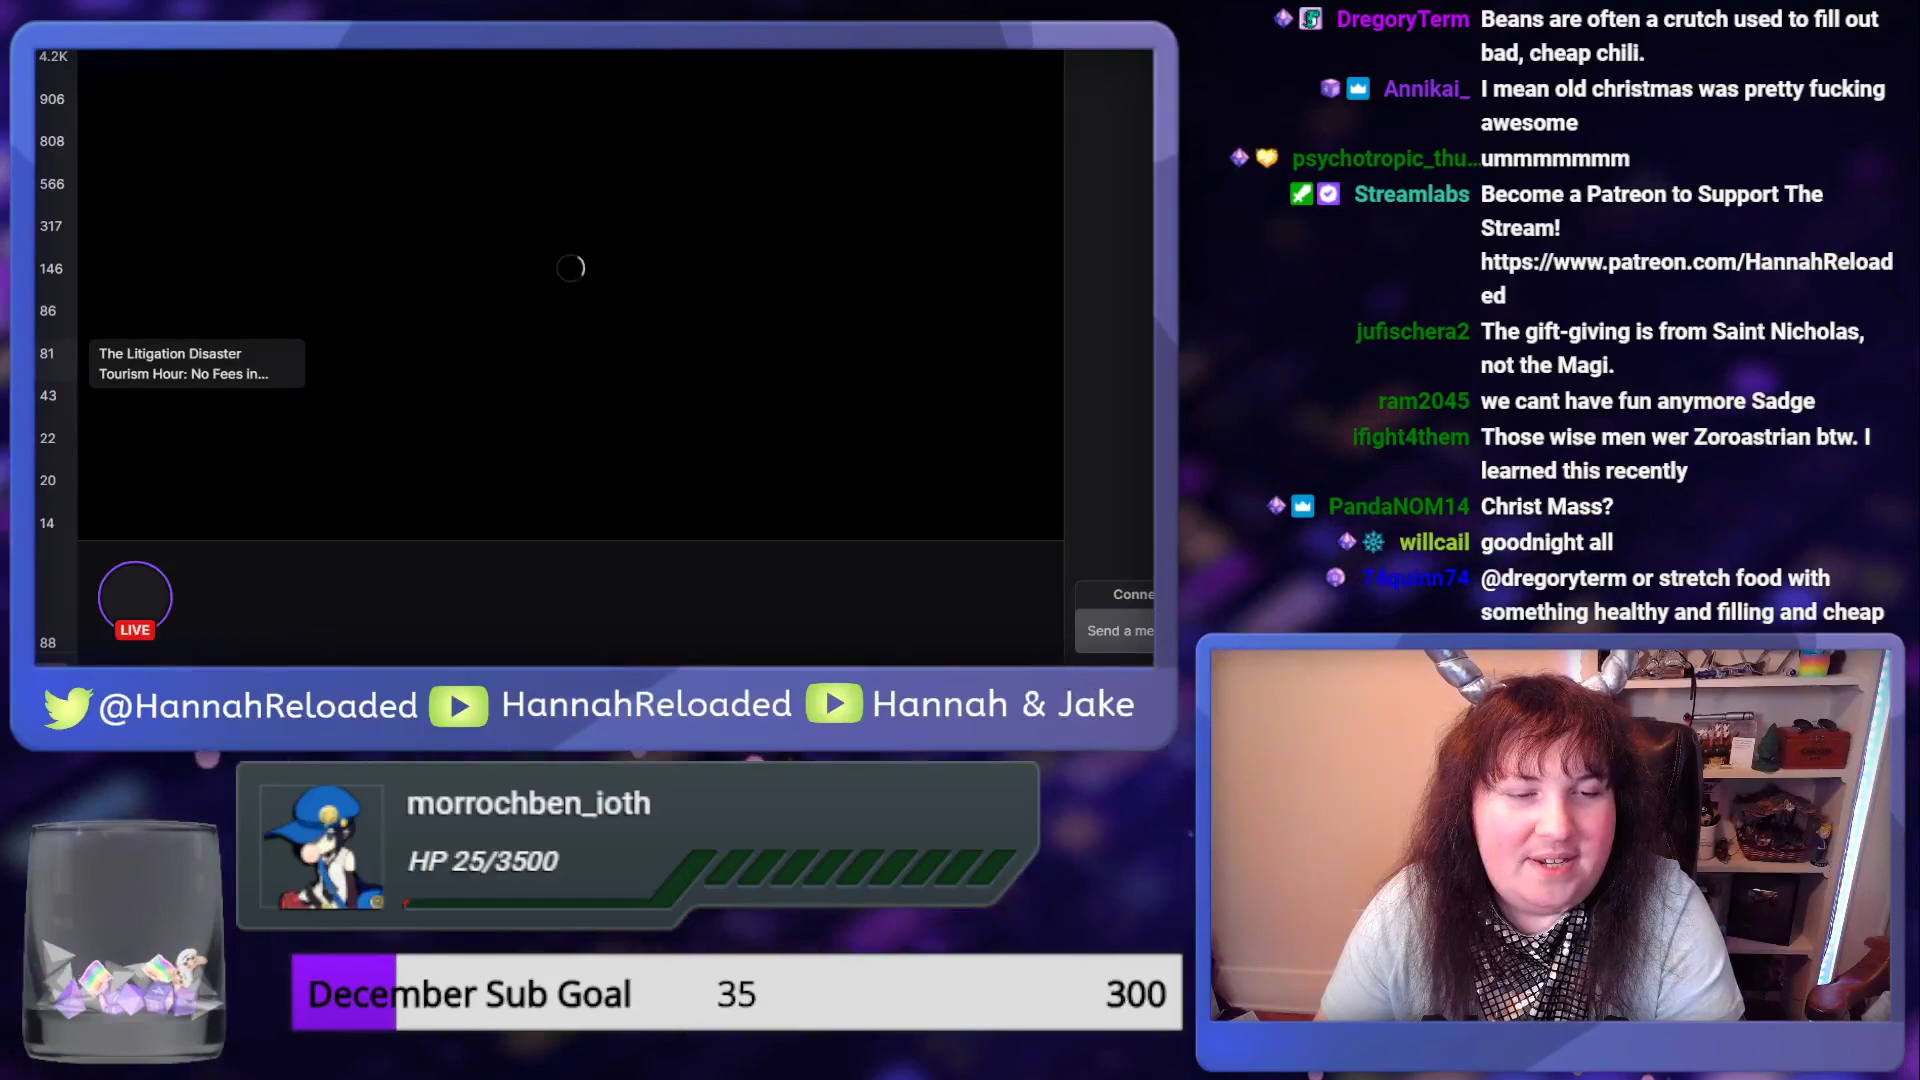 4.2K
906
808
566
317
146
86
81
43
22
20
14
88
The Litigation Disaster
Tourism Hour: No Fees in...
LIVE
Conne
Send a me
@HannahReloaded HannahReloaded Hannah & Jake
morrochben_ioth
HP 25/3500
December Sub Goal 35 300
DregoryTerm Beans are often a crutch used to fill out
bad, cheap chili.
Annikai_ I mean old christmas was pretty fucking
awesome
psychotropic_thu... ummmmmmm
Streamlabs Become a Patreon to Support The
Stream!
https://www.patreon.com/HannahReload
ed
jufischera2 The gift-giving is from Saint Nicholas,
not the Magi.
ram2045 we cant have fun anymore Sadge
ifight4them Those wise men wer Zoroastrian btw. I
learned this recently
PandaNOM14 Christ Mass?
willcail goodnight all
74quinn74 @dregoryterm or stretch food with
something healthy and filling and cheap